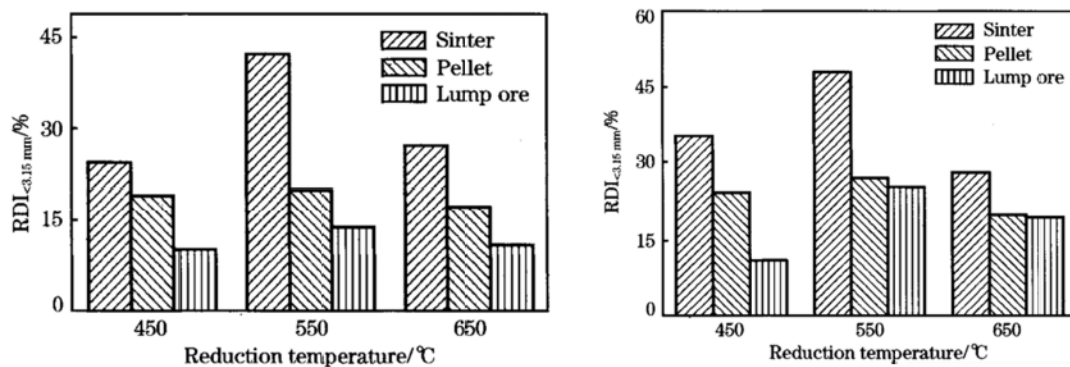 45
30
15
0
RDI<3.15 mm/%
Sinter
Pellet
Lump ore
450 550 650
Reduction temperature/℃
60
45
30
15
0
RDI<3.15 mm/%
Sinter
Pellet
Lump ore
450 550 650
Reduction temperature/℃